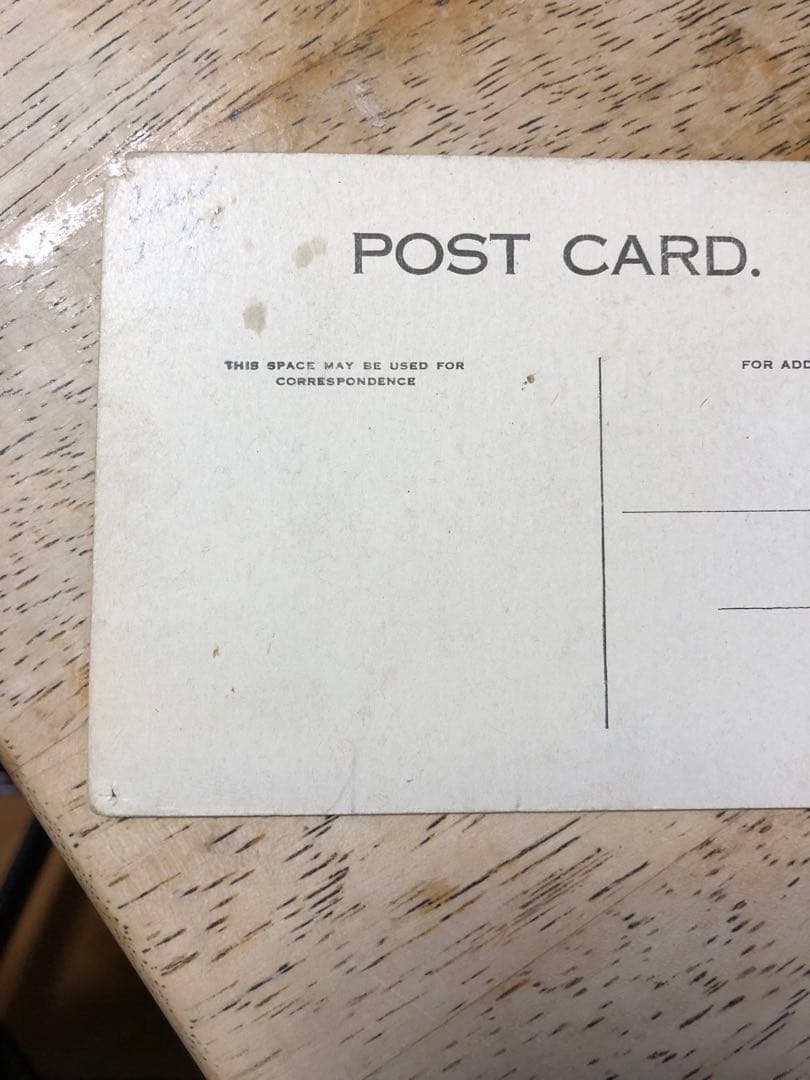 POST CARD.
THIS SPACE MAY BE USED FOR
CORRESPONDENCE
FOR ADD